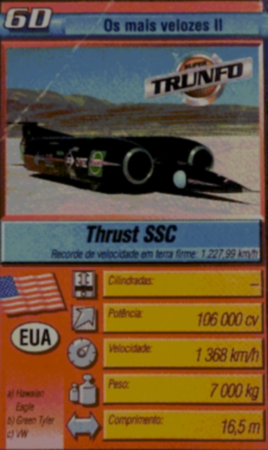 6D
Os mais velozes II
SUPER
TRUNFO
Thrust SSC
Recorde de velocidade em terra firme: 1 227,99 km/h
Cilindradas: –
Potência: 106 000 cv
EUA
Velocidade: 1 368 km/h
Peso: 7 000 kg
a) Hawaian
Eagle
b) Green Tyler
c) VW
Comprimento: 16,5 m